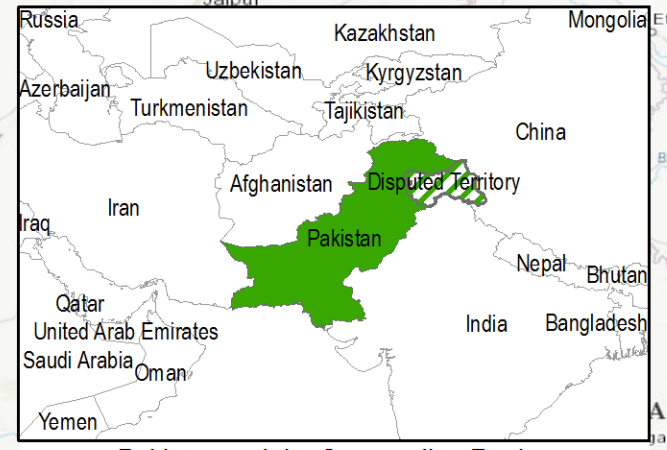 Jaipur
Russia
Kazakhstan
Mongolia
Uzbekistan
Kyrgyzstan
Azerbaijan
Turkmenistan
Tajikistan
China
Afghanistan
Disputed Territory
Iran
Iraq
Pakistan
Nepal
Bhutan
Qatar
United Arab Emirates
India
Bangladesh
Saudi Arabia
Oman
Yemen